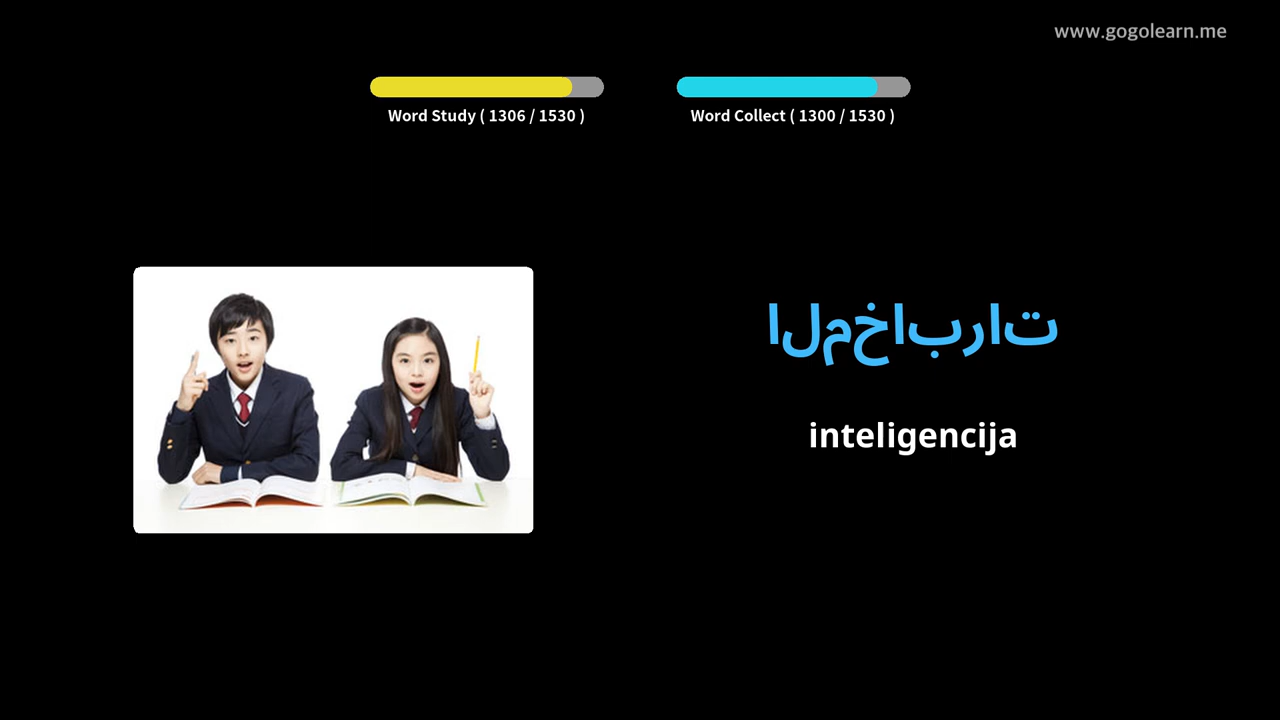 www.gogolearn.me
Word Study ( 1306 / 1530 )
Word Collect ( 1300 / 1530 )
المخابرات
inteligencija